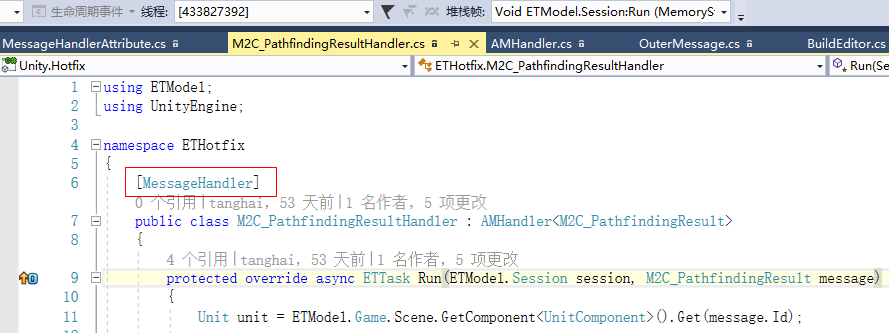 生命周期事件 线程: [433827392] 堆栈帧: Void ETModel.Session:Run (MemorySt
MessageHandlerAttribute.cs M2C_PathfindingResultHandler.cs AMHandler.cs OuterMessage.cs BuildEditor.cs
Unity.Hotfix ETHotfix.M2C_PathfindingResultHandler Run(Se
1 using ETModel;
2 using UnityEngine;
3
4 namespace ETHotfix
5 {
6 [MessageHandler]
0 个引用|tanghai, 53 天前|1 名作者, 5 项更改
7 public class M2C_PathfindingResultHandler : AMHandler<M2C_PathfindingResult>
8 {
4 个引用|tanghai, 53 天前|1 名作者, 5 项更改
9 protected override async ETTask Run(ETModel.Session session, M2C_PathfindingResult message)
10 {
11 Unit unit = ETModel.Game.Scene.GetComponent<UnitComponent>().Get(message.Id);